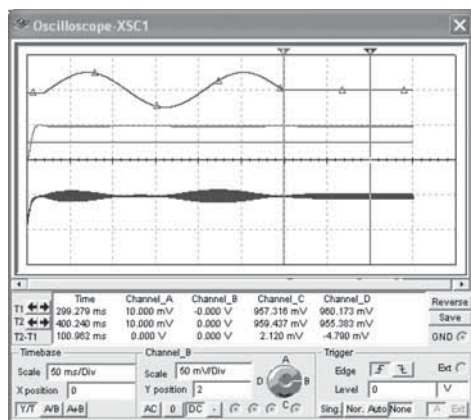 Oscilloscope-XSC1
Time Channel_A Channel_B Channel_C Channel_D
T1 299.279 ms 10.000 mV -0.000 V 957.316 mV 960.173 mV
T2 400.240 ms 10.000 mV 0.000 V 959.437 mV 955.383 mV
T2-T1 100.962 ms 0.000 V 0.000 V 2.120 mV -4.790 mV
Reverse
Save
GND
Timebase
Scale 50 ms/Div
X position 0
Y/T A/B A+B
Channel_B
Scale 50 mV/Div
Y position 2
AC 0 DC -
A
B
C
D
Trigger
Edge Ext
Level 0 V
Sing. Nor. Auto None A Ext